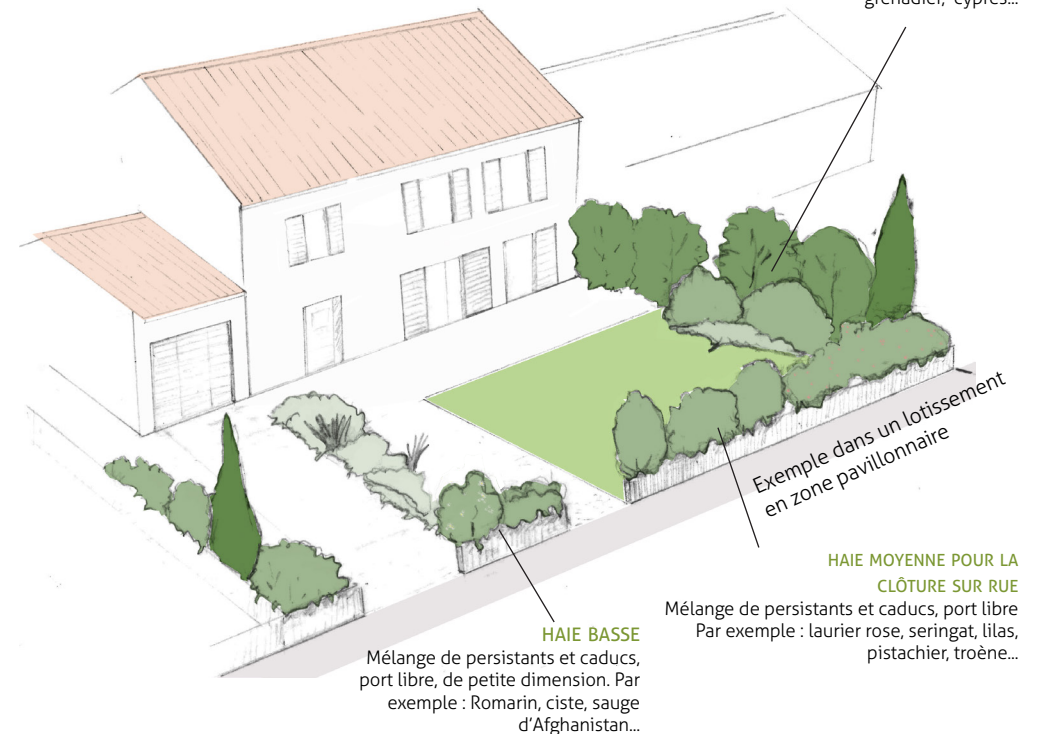 grenadier, cyprès...
Exemple dans un lotissement
en zone pavillonnaire
HAIE MOYENNE POUR LA
CLÔTURE SUR RUE
Mélange de persistants et caducs, port libre
Par exemple : laurier rose, seringat, lilas,
pistachier, troène...
HAIE BASSE
Mélange de persistants et caducs,
port libre, de petite dimension. Par
exemple : Romarin, ciste, sauge
d’Afghanistan...